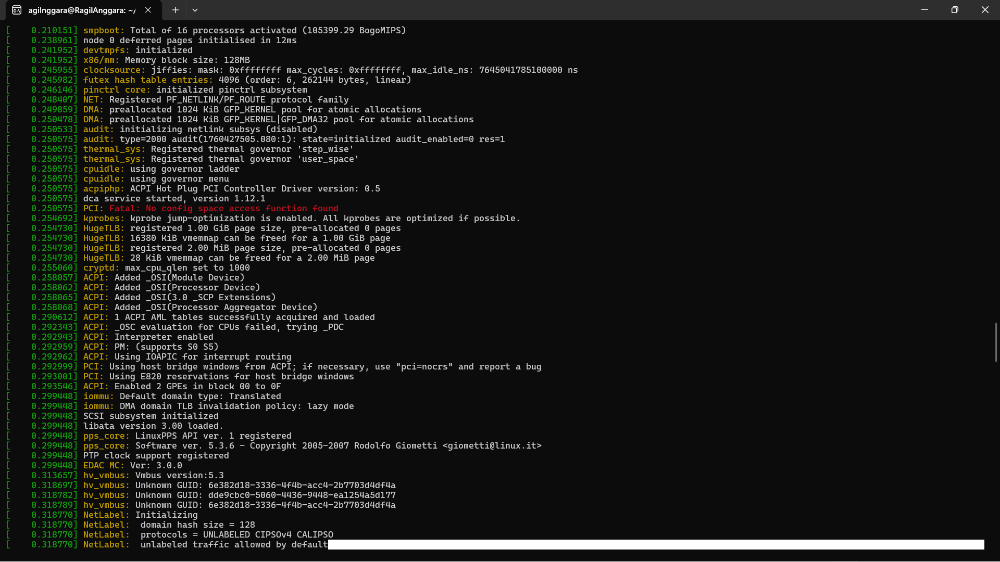 agilnggara@RagilAnggara: ~/
[    0.210151] smpboot: Total of 16 processors activated (105399.29 BogoMIPS)
[    0.238961] node 0 deferred pages initialised in 12ms
[    0.241952] devtmpfs: initialized
[    0.241952] x86/mm: Memory block size: 128MB
[    0.245955] clocksource: jiffies: mask: 0xffffffff max_cycles: 0xffffffff, max_idle_ns: 7645041785100000 ns
[    0.245982] futex hash table entries: 4096 (order: 6, 262144 bytes, linear)
[    0.246146] pinctrl core: initialized pinctrl subsystem
[    0.248407] NET: Registered PF_NETLINK/PF_ROUTE protocol family
[    0.249859] DMA: preallocated 1024 KiB GFP_KERNEL pool for atomic allocations
[    0.250478] DMA: preallocated 1024 KiB GFP_KERNEL|GFP_DMA32 pool for atomic allocations
[    0.250533] audit: initializing netlink subsys (disabled)
[    0.250575] audit: type=2000 audit(1760427505.080:1): state=initialized audit_enabled=0 res=1
[    0.250575] thermal_sys: Registered thermal governor 'step_wise'
[    0.250575] thermal_sys: Registered thermal governor 'user_space'
[    0.250575] cpuidle: using governor ladder
[    0.250575] cpuidle: using governor menu
[    0.250575] acpiphp: ACPI Hot Plug PCI Controller Driver version: 0.5
[    0.250575] dca service started, version 1.12.1
[    0.250575] PCI: Fatal: No config space access function found
[    0.254692] kprobes: kprobe jump-optimization is enabled. All kprobes are optimized if possible.
[    0.254730] HugeTLB: registered 1.00 GiB page size, pre-allocated 0 pages
[    0.254730] HugeTLB: 16380 KiB vmemmap can be freed for a 1.00 GiB page
[    0.254730] HugeTLB: registered 2.00 MiB page size, pre-allocated 0 pages
[    0.254730] HugeTLB: 28 KiB vmemmap can be freed for a 2.00 MiB page
[    0.255060] cryptd: max_cpu_qlen set to 1000
[    0.258057] ACPI: Added _OSI(Module Device)
[    0.258062] ACPI: Added _OSI(Processor Device)
[    0.258065] ACPI: Added _OSI(3.0 _SCP Extensions)
[    0.258068] ACPI: Added _OSI(Processor Aggregator Device)
[    0.290612] ACPI: 1 ACPI AML tables successfully acquired and loaded
[    0.292343] ACPI: _OSC evaluation for CPUs failed, trying _PDC
[    0.292943] ACPI: Interpreter enabled
[    0.292959] ACPI: PM: (supports S0 S5)
[    0.292962] ACPI: Using IOAPIC for interrupt routing
[    0.292999] PCI: Using host bridge windows from ACPI; if necessary, use "pci=nocrs" and report a bug
[    0.293001] PCI: Using E820 reservations for host bridge windows
[    0.293546] ACPI: Enabled 2 GPEs in block 00 to 0F
[    0.299448] iommu: Default domain type: Translated
[    0.299448] iommu: DMA domain TLB invalidation policy: lazy mode
[    0.299448] SCSI subsystem initialized
[    0.299448] libata version 3.00 loaded.
[    0.299448] pps_core: LinuxPPS API ver. 1 registered
[    0.299448] pps_core: Software ver. 5.3.6 - Copyright 2005-2007 Rodolfo Giometti <giometti@linux.it>
[    0.299448] PTP clock support registered
[    0.299448] EDAC MC: Ver: 3.0.0
[    0.313657] hv_vmbus: Vmbus version:5.3
[    0.318697] hv_vmbus: Unknown GUID: 6e382d18-3336-4f4b-acc4-2b7703d4df4a
[    0.318782] hv_vmbus: Unknown GUID: dde9cbc0-5060-4436-9448-ea1254a5d177
[    0.318789] hv_vmbus: Unknown GUID: 6e382d18-3336-4f4b-acc4-2b7703d4df4a
[    0.318770] NetLabel: Initializing
[    0.318770] NetLabel:  domain hash size = 128
[    0.318770] NetLabel:  protocols = UNLABELED CIPSOv4 CALIPSO
[    0.318770] NetLabel:  unlabeled traffic allowed by default